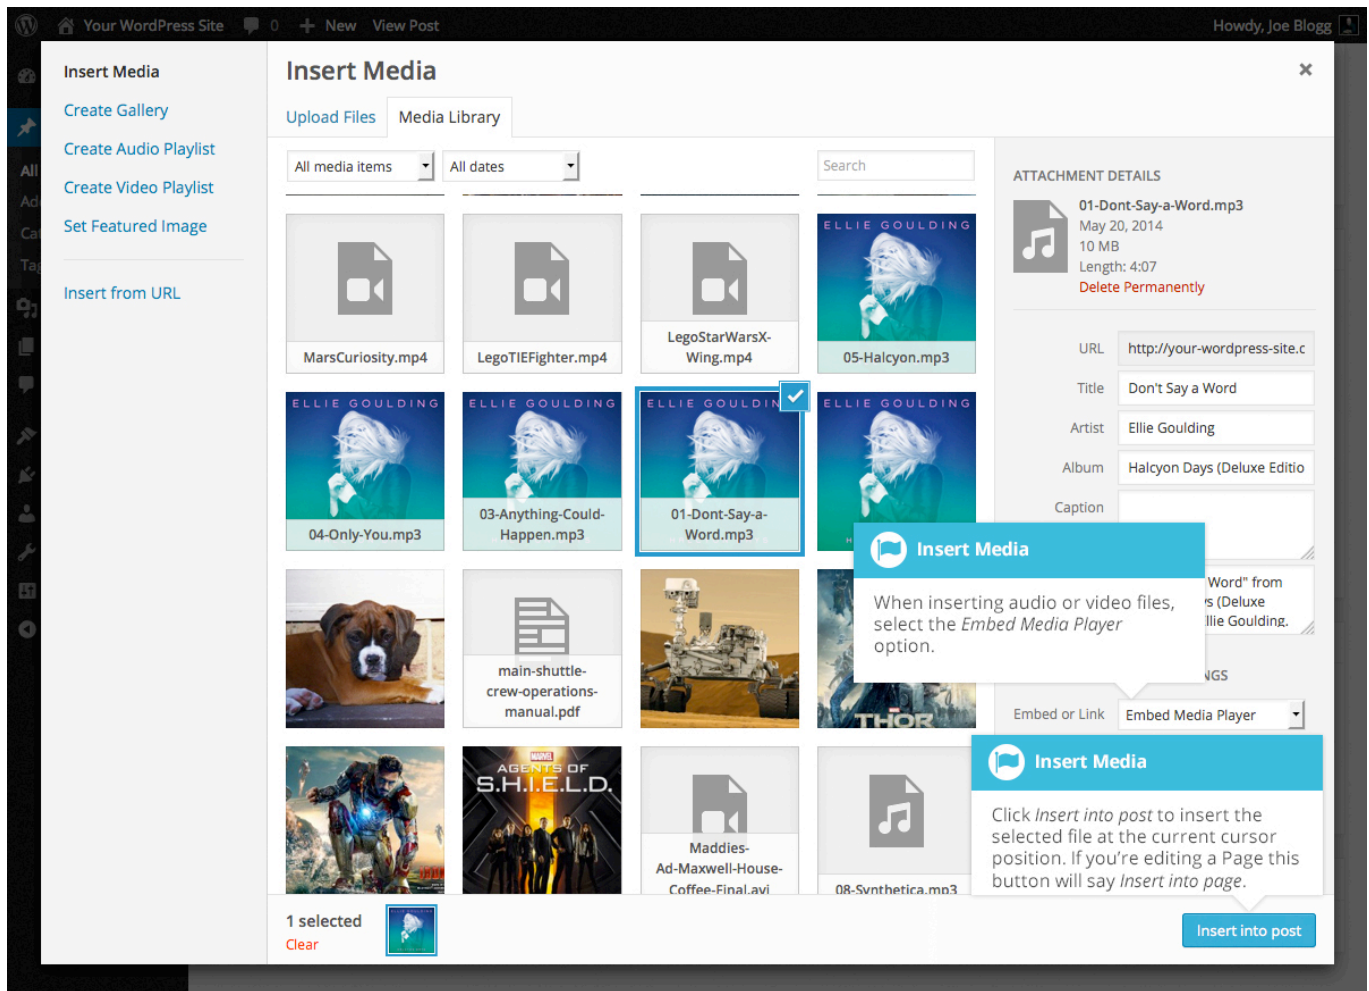 Your WordPress Site
0
New
View Post
Howdy, Joe Blogg
All
Insert Media
Create Gallery
Create Audio Playlist
Create Video Playlist
Set Featured Image
Insert from URL
Insert Media
Upload Files
Media Library
All media items
All dates
Search
MarsCuriosity.mp4
LegoTIEFighter.mp4
LegoStarWarsX-
Wing.mp4
ELLIE GOULDING
05-Halcyon.mp3
ELLIE GOULDING
04-Only-You.mp3
ELLIE GOULDING
03-Anything-Could-
Happen.mp3
ELLIE GOULDING
01-Dont-Say-a-
Word.mp3
ELLIE GOULDING
main-shuttle-
crew-operations-
manual.pdf
MARVEL
THOR
MARVEL
AGENTS OF
S.H.I.E.L.D.
Maddies-
Ad-Maxwell-House-
Coffee-Final.avi
08-Synthetica.mp3
ATTACHMENT DETAILS
01-Dont-Say-a-Word.mp3
May 20, 2014
10 MB
Length: 4:07
Delete Permanently
URL
http://your-wordpress-site.c
Title
Don't Say a Word
Artist
Ellie Goulding
Album
Halcyon Days (Deluxe Editio
Caption
Word" from
(Deluxe
Goulding.
Insert Media
When inserting audio or video files,
select the Embed Media Player
option.
NGS
Embed or Link
Embed Media Player
Insert Media
Click Insert into post to insert the
selected file at the current cursor
position. If you're editing a Page this
button will say Insert into page.
1 selected
Clear
Insert into post